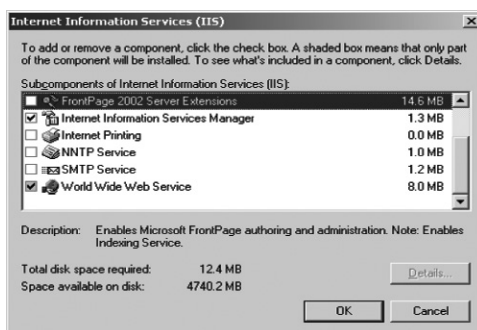 Internet Information Services (IIS)
To add or remove a component, click the check box. A shaded box means that only part
of the component will be installed. To see what's included in a component, click Details.
Subcomponents of Internet Information Services (IIS):
FrontPage 2002 Server Extensions 14.6 MB
Internet Information Services Manager 1.3 MB
Internet Printing 0.0 MB
NNTP Service 1.0 MB
SMTP Service 1.2 MB
World Wide Web Service 8.0 MB
Description: Enables Microsoft FrontPage authoring and administration. Note: Enables
Indexing Service.
Total disk space required: 12.4 MB
Space available on disk: 4740.2 MB
Details...
OK Cancel